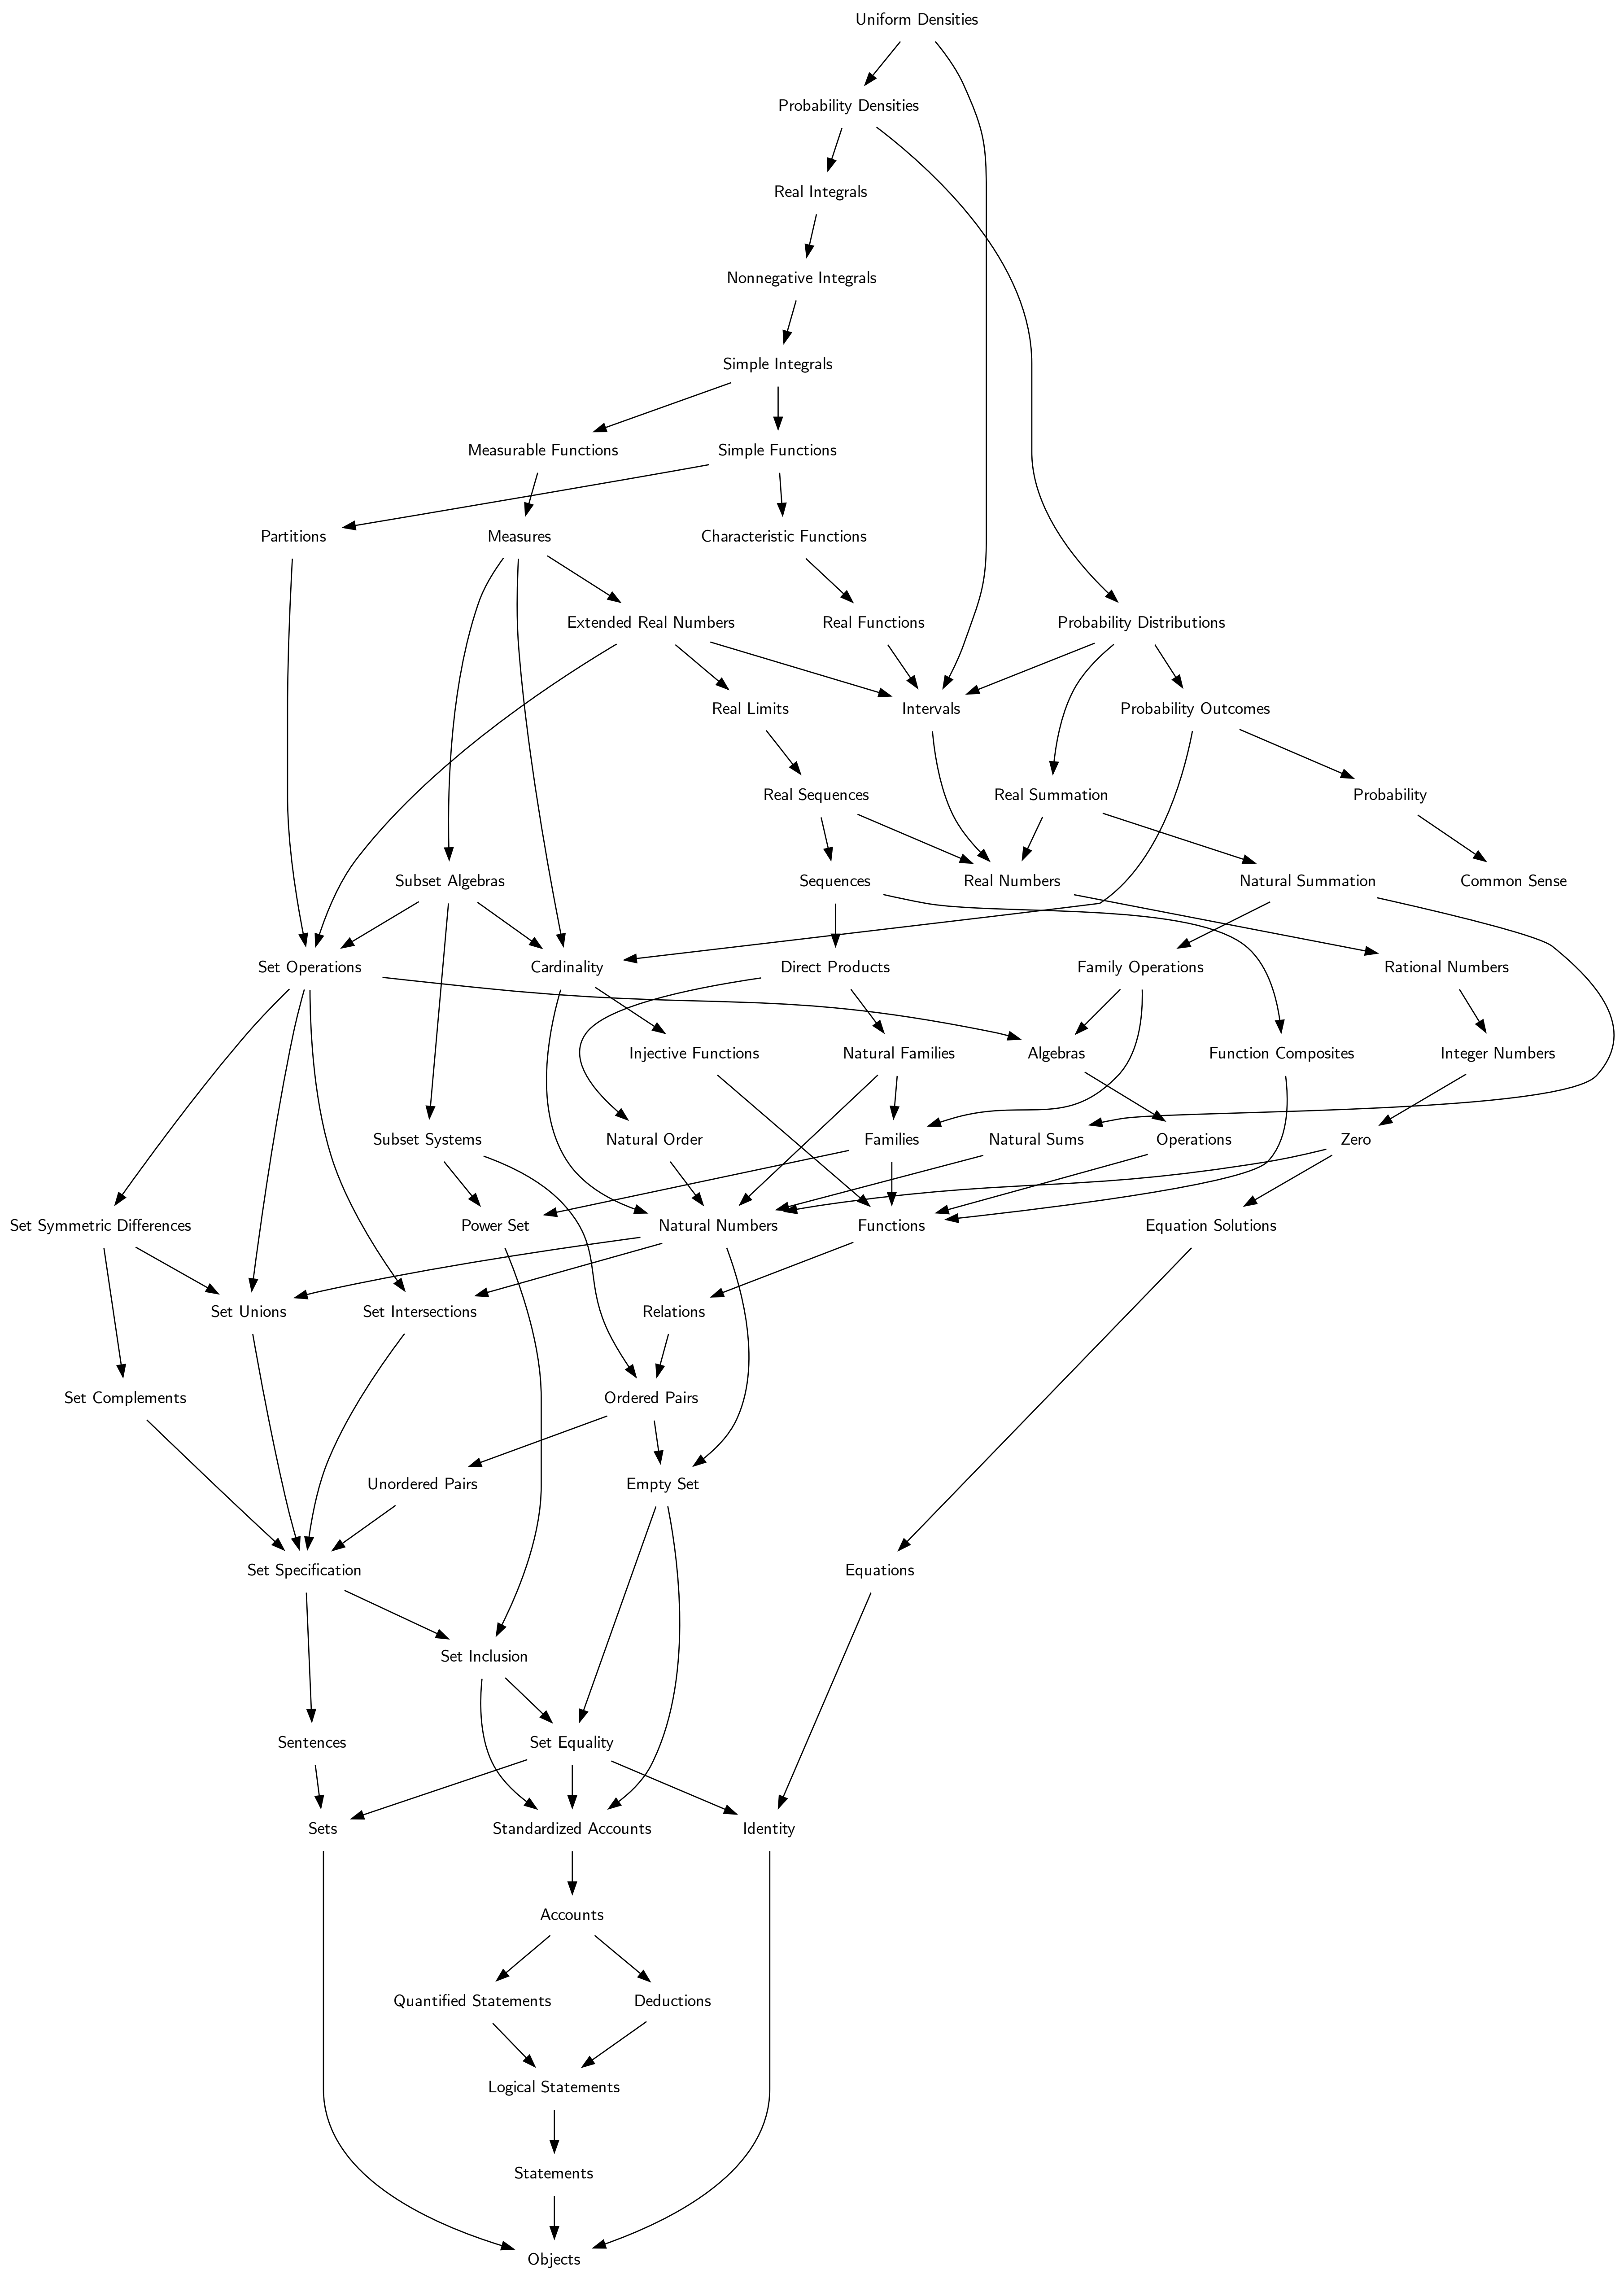 Uniform Densities
Probability Densities
Real Integrals
Nonnegative Integrals
Simple Integrals
Measurable Functions
Simple Functions
Partitions
Measures
Characteristic Functions
Extended Real Numbers
Real Functions
Probability Distributions
Real Limits
Intervals
Probability Outcomes
Real Sequences
Real Summation
Probability
Subset Algebras
Sequences
Real Numbers
Natural Summation
Common Sense
Set Operations
Cardinality
Direct Products
Family Operations
Rational Numbers
Injective Functions
Natural Families
Algebras
Function Composites
Integer Numbers
Subset Systems
Natural Order
Families
Natural Sums
Operations
Zero
Set Symmetric Differences
Power Set
Natural Numbers
Functions
Equation Solutions
Set Unions
Set Intersections
Relations
Set Complements
Ordered Pairs
Unordered Pairs
Empty Set
Set Specification
Equations
Set Inclusion
Sentences
Set Equality
Sets
Standardized Accounts
Identity
Accounts
Quantified Statements
Deductions
Logical Statements
Statements
Objects